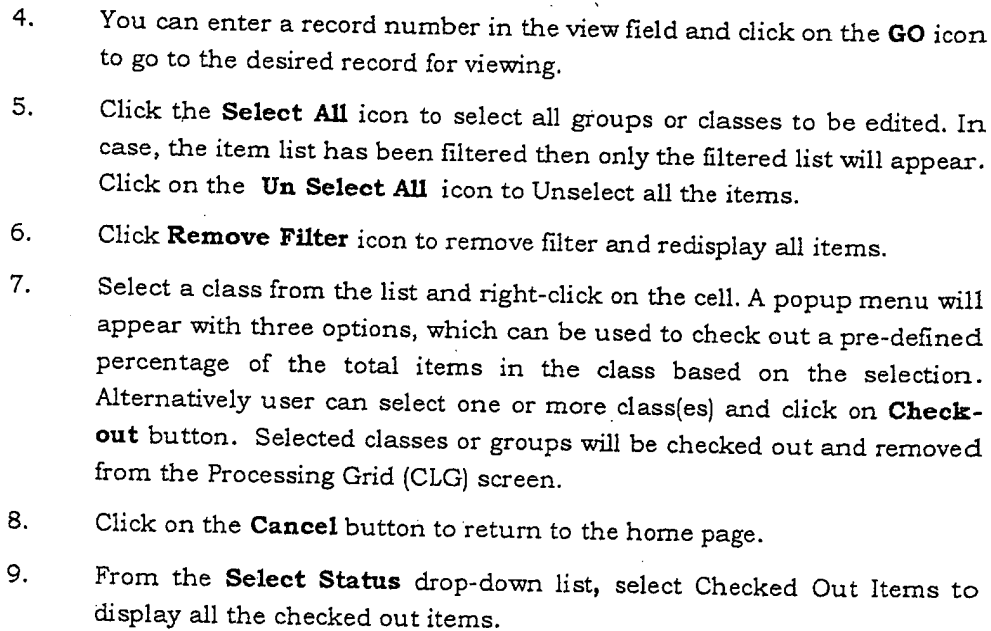 4. You can enter a record number in the view field and click on the GO icon
to go to the desired record for viewing.
5. Click the Select All icon to select all groups or classes to be edited. In
case, the item list has been filtered then only the filtered list will appear.
Click on the Un Select All icon to Unselect all the items.
6. Click Remove Filter icon to remove filter and redisplay all items.
7. Select a class from the list and right-click on the cell. A popup menu will
appear with three options, which can be used to check out a pre-defined
percentage of the total items in the class based on the selection.
Alternatively user can select one or more class(es) and click on Check-
out button. Selected classes or groups will be checked out and removed
from the Processing Grid (CLG) screen.
8. Click on the Cancel button to return to the home page.
9. From the Select Status drop-down list, select Checked Out Items to
display all the checked out items.